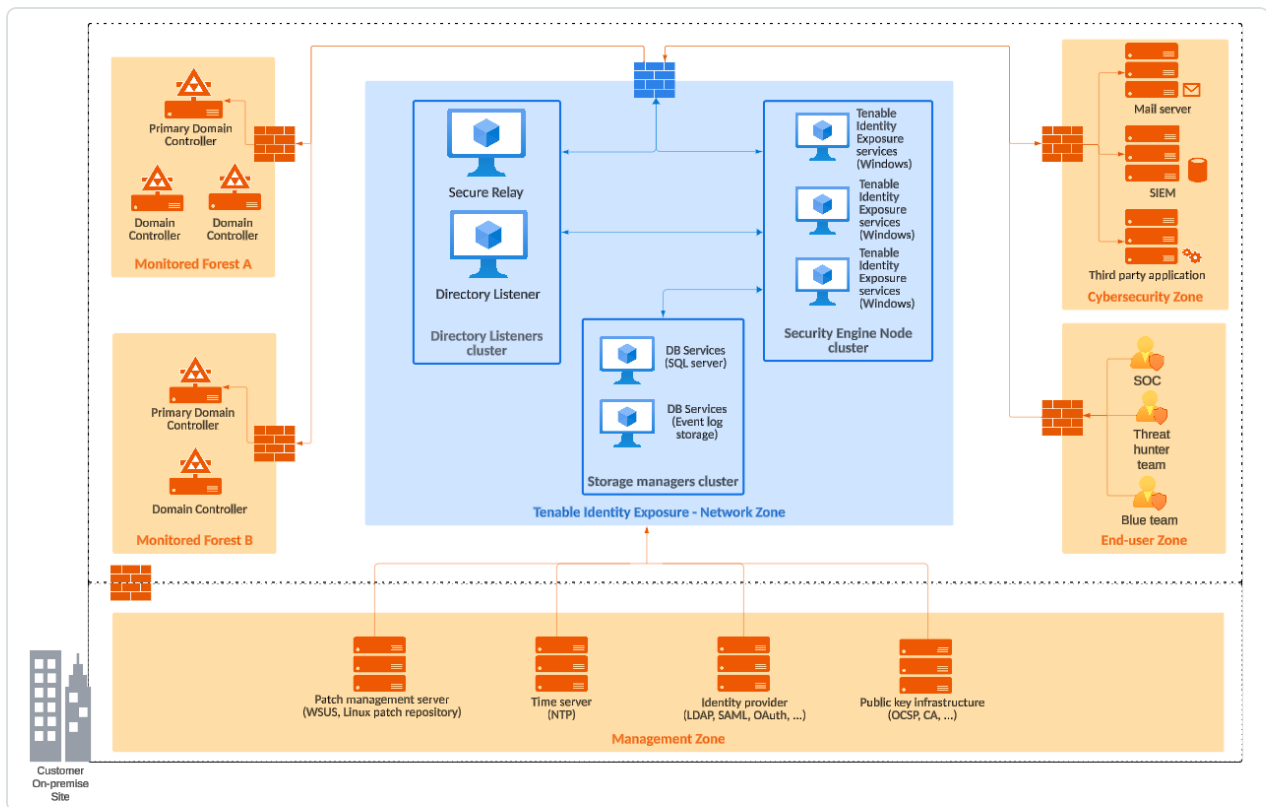 Primary Domain
Controller
Domain
Controller
Domain
Controller
Monitored Forest A
Primary Domain
Controller
Domain Controller
Monitored Forest B
Secure Relay
Directory Listener
Directory Listeners
cluster
Tenable
Identity
Exposure
services
(Windows)
Tenable
Identity
Exposure
services
(Windows)
Tenable
Identity
Exposure
services
(Windows)
Security Engine Node
cluster
DB Services
(SQL server)
DB Services
(Event log
storage)
Storage managers cluster
Tenable Identity Exposure - Network Zone
Mail server
SIEM
Third party application
Cybersecurity Zone
SOC
Threat
hunter
team
Blue team
End-user Zone
Patch management server
(WSUS, Linux patch repository)
Time server
(NTP)
Identity provider
(LDAP, SAML, OAuth, ...)
Public key infrastructure
(OCSP, CA, ...)
Management Zone
Customer
On-premise
Site